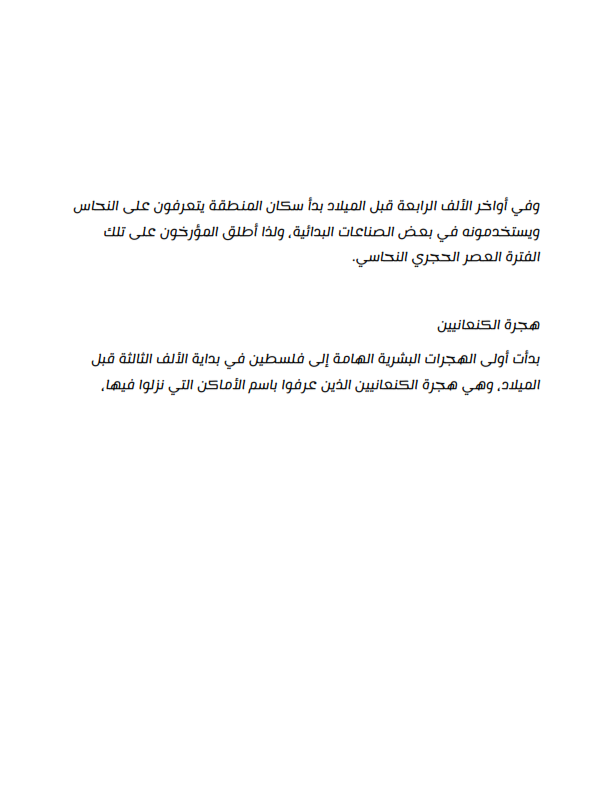 وفي أواخر الألف الرابعة قبل الميلاد بدأ سكان المنطقة يتعرفون على النحاس
ويستخدمونه في بعض الصناعات البدائية، ولذا أطلق المؤرخون على تلك
الفترة العصر الحجري النحاسي.
هجرة الكنعانيين
بدأت أولى الهجرات البشرية الهامة إلى فلسطين في بداية الألف الثالثة قبل
الميلاد، وهي هجرة الكنعانيين الذين عرفوا باسم الأماكن التي نزلوا فيها،